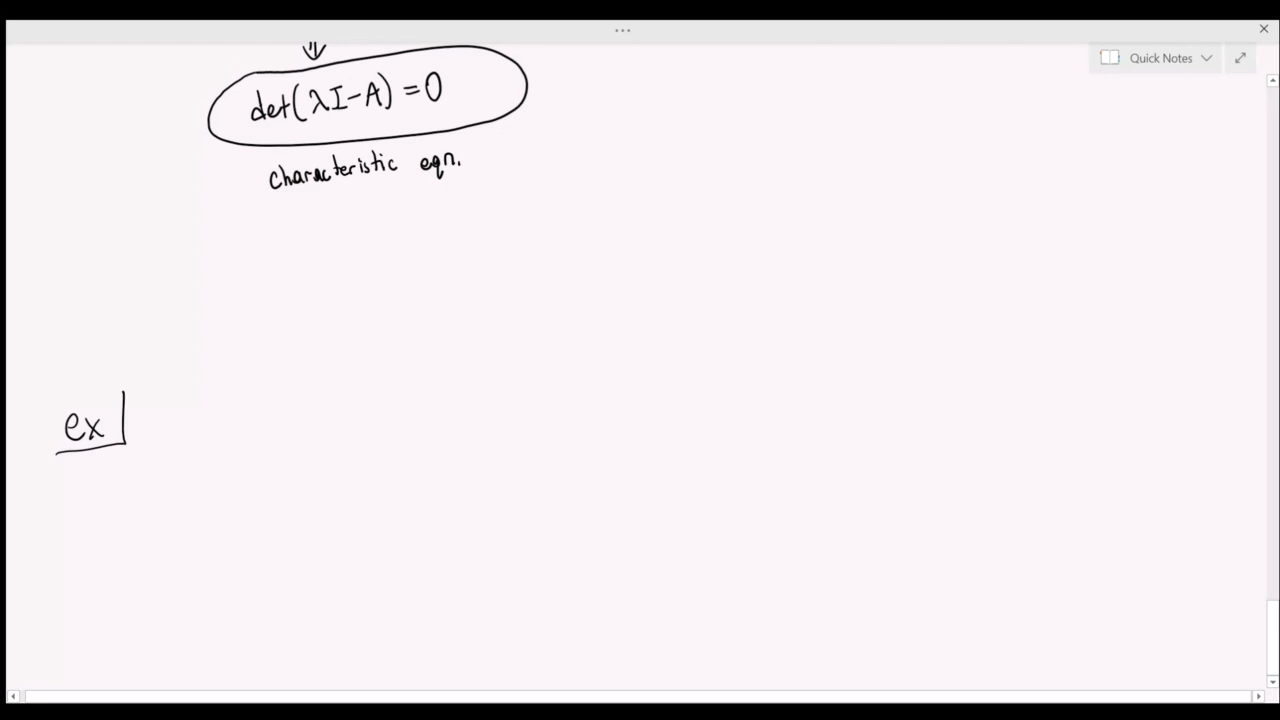 Quick Notes
⇓
det(λI-A)=0
characteristic eqn.
ex